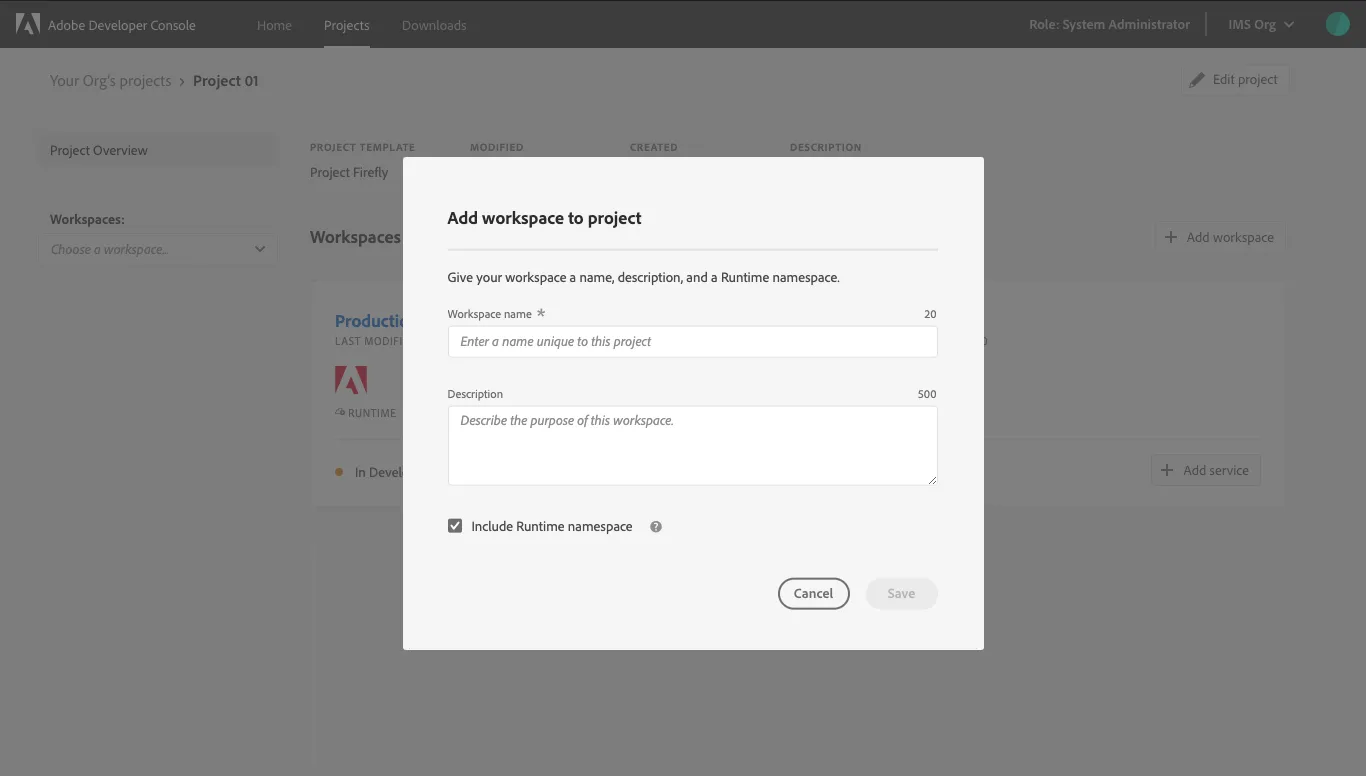 Adobe Developer Console Home Projects Downloads Role: System Administrator IMS Org
Your Org's projects > Project 01 Edit project
Project Overview
PROJECT TEMPLATE MODIFIED CREATED DESCRIPTION
Project Firefly
Workspaces:
Choose a workspace..
Workspaces
Add workspace
Add workspace to project
Give your workspace a name, description, and a Runtime namespace.
Workspace name * 20
Enter a name unique to this project
Description 500
Describe the purpose of this workspace.
Include Runtime namespace ?
Cancel Save
Productio
LAST MODIFI
RUNTIME
In Devel
Add service